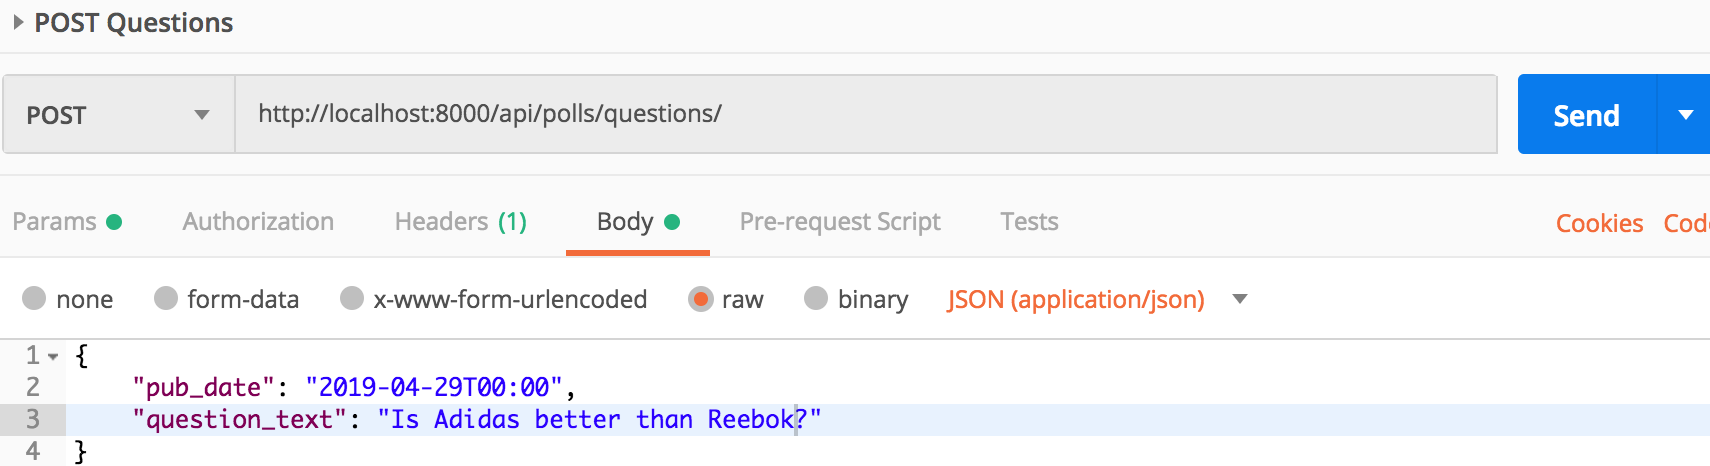 POST Questions
POST http://localhost:8000/api/polls/questions/ Send
Params Authorization Headers (1) Body Pre-request Script Tests Cookies
none form-data x-www-form-urlencoded raw binary JSON (application/json)
1 {
2 "pub_date": "2019-04-29T00:00",
3 "question_text": "Is Adidas better than Reebok?"
4 }